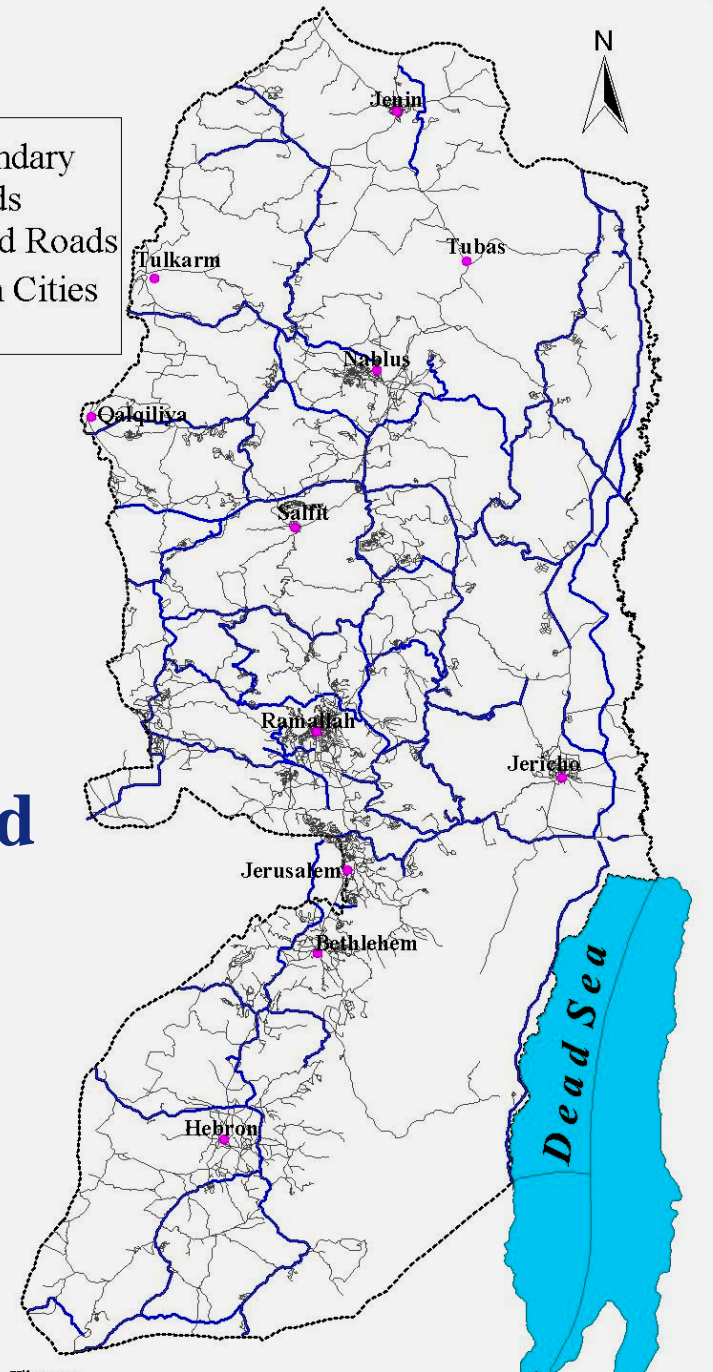 N
Jenin
ndary
ds
d Roads
n Cities
Tulkarm
Tubas
Nablus
Qalqiliya
Salfit
Ramallah
Jericho
d
Jerusalem
Bethlehem
Dead Sea
Hebron